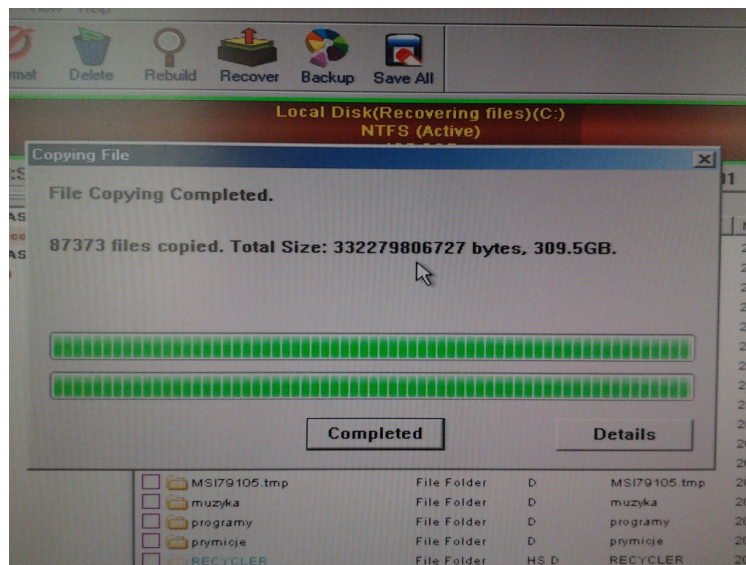 View Help
Delete Rebuild Recover Backup Save All
Local Disk(Recovering files)(C:)
NTFS (Active)
Copying File
File Copying Completed.
87373 files copied. Total Size: 332279806727 bytes, 309.5GB.
Completed Details
MSI79105.tmp File Folder D MSI79105.tmp
muzyka File Folder D muzyka
programy File Folder D programy
prymicje File Folder D prymicje
RECYCLER File Folder HS D RECYCLER